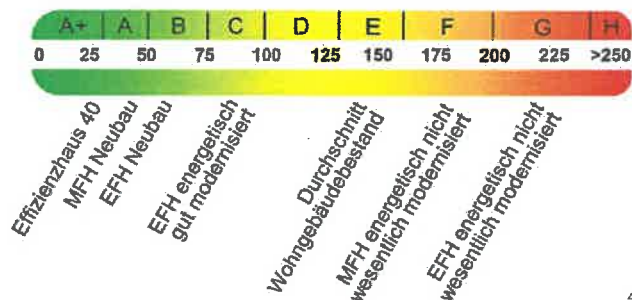 A+ A B C D E F G H
0 25 50 75 100 125 150 175 200 225 >250
Effizienzhaus 40
MFH Neubau
EFH Neubau
EFH energetisch
gut modernisiert
Durchschnitt
Wohngebäudebestand
MFH energetisch nicht
wesentlich modernisiert
EFH energetisch nicht
wesentlich modernisiert